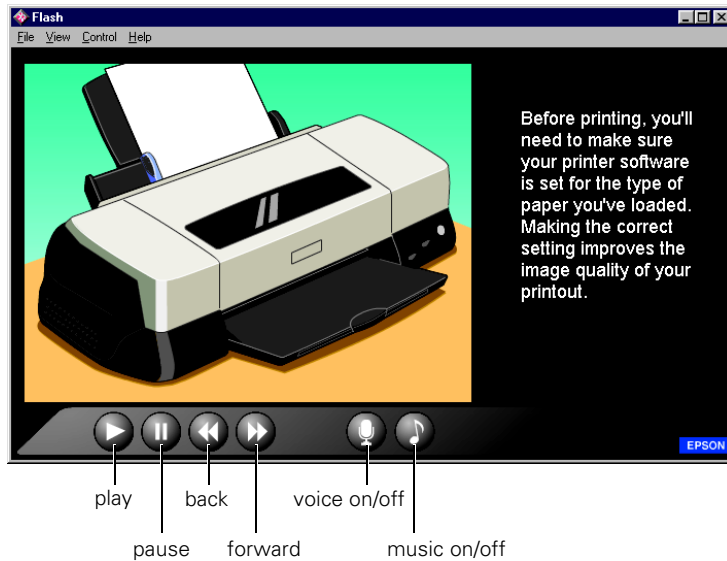 Flash
File View Control Help
Before printing, you'll
need to make sure
your printer software
is set for the type of
paper you've loaded.
Making the correct
setting improves the
image quality of your
printout.
EPSON
play back voice on/off
pause forward music on/off